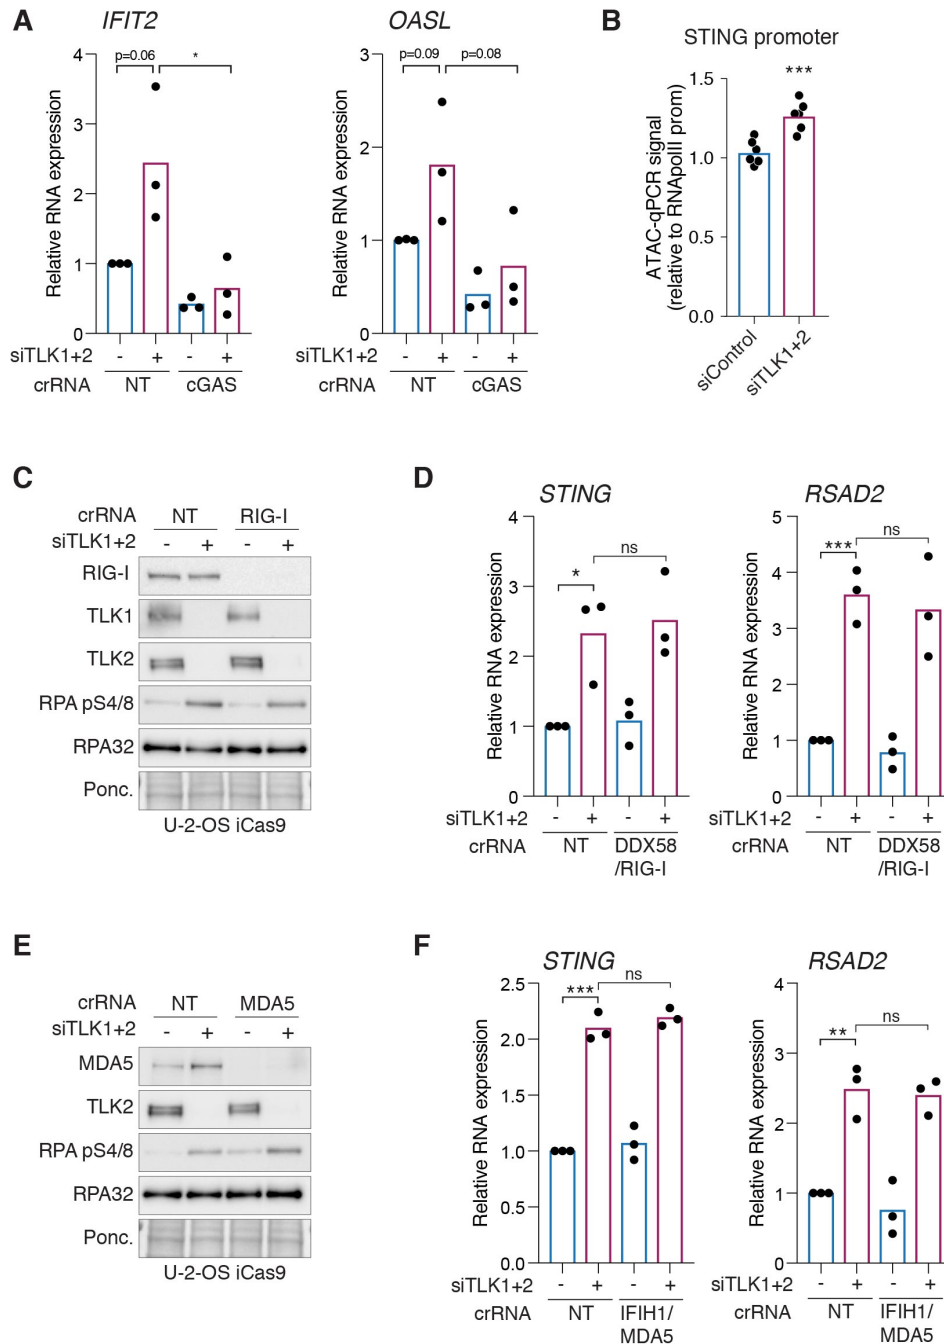 A
IFIT2
Relative RNA expression
4
3
2
1
0
p=0.06
*
siTLK1+2 - + - +
crRNA NT cGAS
OASL
Relative RNA expression
3
2
1
0
p=0.09
p=0.08
siTLK1+2 - + - +
crRNA NT cGAS
B
STING promoter
ATAC-qPCR signal
(relative to RNApolII prom)
1.5
1.0
0.5
0.0
***
siControl
siTLK1+2
C
crRNA NT RIG-I
siTLK1+2 - + - +
RIG-I
TLK1
TLK2
RPA pS4/8
RPA32
Ponc.
U-2-OS iCas9
D
STING
Relative RNA expression
4
3
2
1
0
*
ns
siTLK1+2 - + - +
crRNA NT DDX58
/RIG-I
RSAD2
Relative RNA expression
5
4
3
2
1
0
***
ns
siTLK1+2 - + - +
crRNA NT DDX58
/RIG-I
E
crRNA NT MDA5
siTLK1+2 - + - +
MDA5
TLK2
RPA pS4/8
RPA32
Ponc.
U-2-OS iCas9
F
STING
Relative RNA expression
2.5
2.0
1.5
1.0
0.5
0.0
***
ns
siTLK1+2 - + - +
crRNA NT IFIH1/
MDA5
RSAD2
Relative RNA expression
4
3
2
1
0
**
ns
siTLK1+2 - + - +
crRNA NT IFIH1/
MDA5